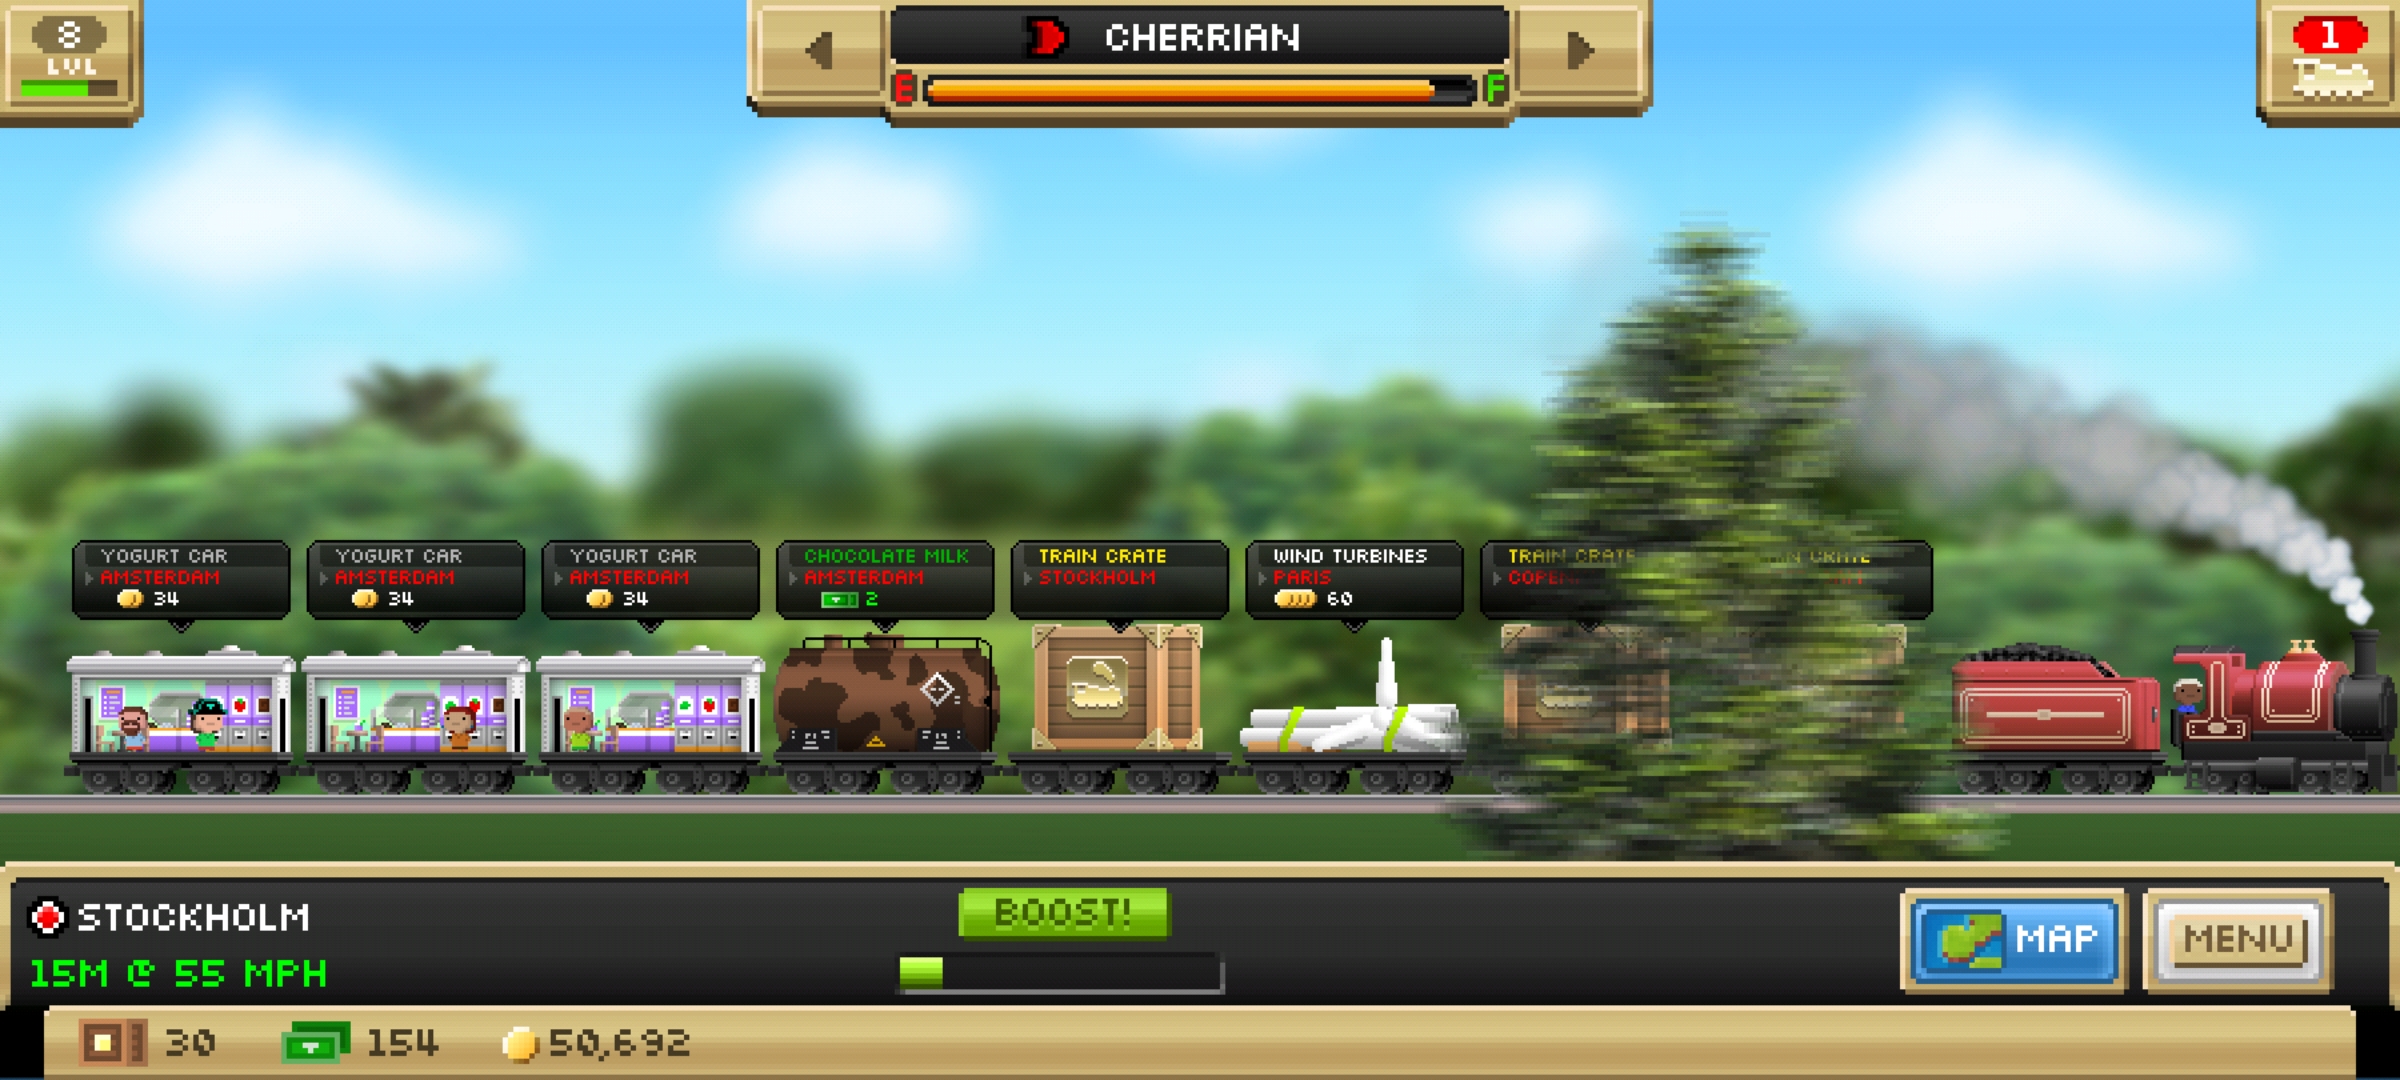 8
LVL
CHERRIAN
E F
1
YOGURT CAR
AMSTERDAM
34
YOGURT CAR
AMSTERDAM
34
YOGURT CAR
AMSTERDAM
34
CHOCOLATE MILK
AMSTERDAM
2
TRAIN CRATE
STOCKHOLM
WIND TURBINES
PARIS
60
TRAIN CRATE
CRATE
STOCKHOLM
15M @ 55 MPH
BOOST!
MAP
MENU
30
154
50,692